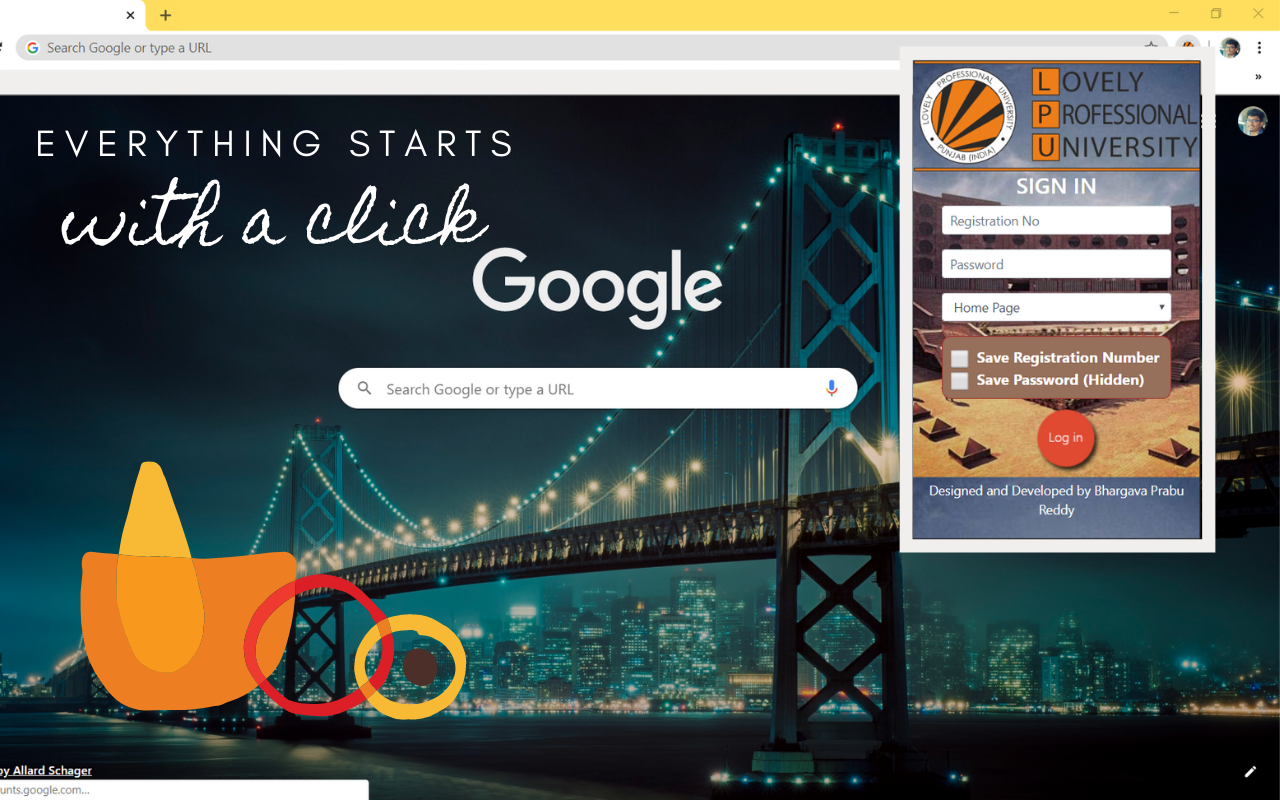 Search Google or type a URL
»
EVERYTHING STARTS
with a click
Google
Search Google or type a URL
LOVELY PROFESSIONAL UNIVERSITY
PUNJAB (INDIA)
LOVELY
PROFESSIONAL
UNIVERSITY
SIGN IN
Registration No
Password
Home Page
Save Registration Number
Save Password (Hidden)
Log in
Designed and Developed by Bhargava Prabu
Reddy
by Allard Schager
unts.google.com...